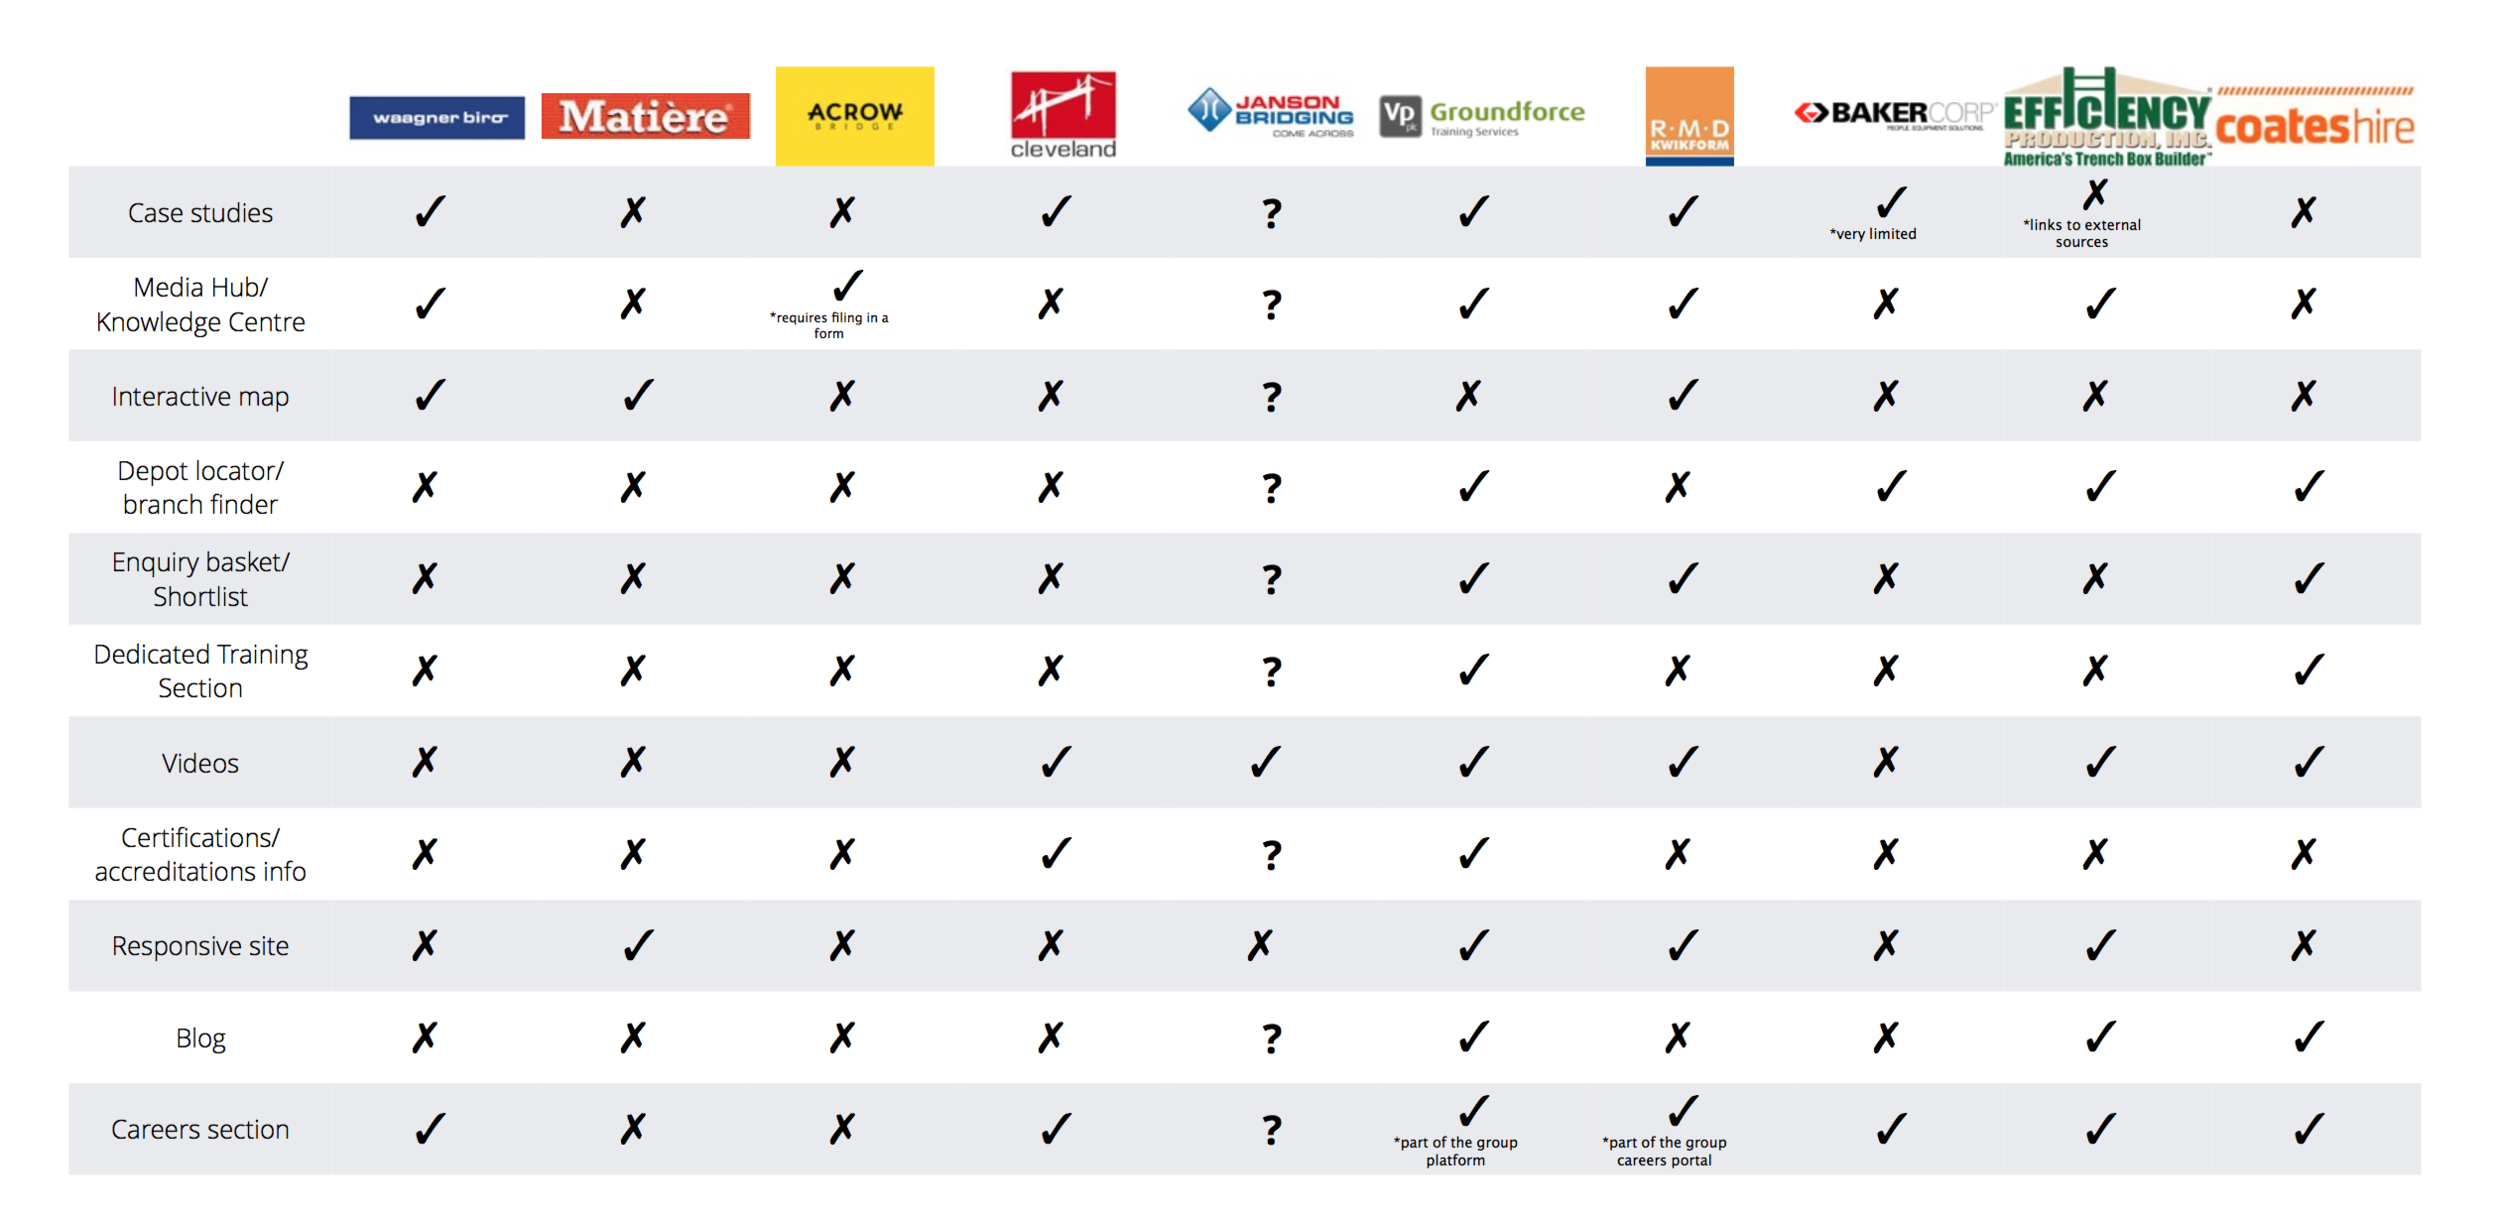 waagner biro
Matière
ACROW
BRIDGE
cleveland
JANSON
BRIDGING
COME ACROSS
Vp
plc
Groundforce
Training Services
R·M·D
KWIKFORM
BAKERCORP
PEOPLE. EQUIPMENT. SOLUTIONS.
EFFICIENCY
PRODUCTION, INC.
America's Trench Box Builder™
coateshire
Case studies ✓ ✗ ✗ ✓ ? ✓ ✓ ✓ ✗ ✗
*very limited
*links to external
sources
Media Hub/
Knowledge Centre ✓ ✗ ✓ ✗ ? ✓ ✓ ✗ ✓ ✗
*requires filing in a
form
Interactive map ✓ ✓ ✗ ✗ ? ✗ ✓ ✗ ✗ ✗
Depot locator/
branch finder ✗ ✗ ✗ ✗ ? ✓ ✗ ✓ ✓ ✓
Enquiry basket/
Shortlist ✗ ✗ ✗ ✗ ? ✓ ✓ ✗ ✗ ✓
Dedicated Training
Section ✗ ✗ ✗ ✗ ? ✓ ✗ ✗ ✗ ✓
Videos ✗ ✗ ✗ ✓ ✓ ✓ ✓ ✗ ✓ ✓
Certifications/
accreditations info ✗ ✗ ✗ ✓ ? ✓ ✗ ✗ ✗ ✗
Responsive site ✗ ✓ ✗ ✗ ✗ ✓ ✓ ✗ ✓ ✗
Blog ✗ ✗ ✗ ✗ ? ✓ ✗ ✗ ✓ ✓
Careers section ✓ ✗ ✗ ✓ ? ✓ ✓ ✓ ✓ ✓
*part of the group
platform
*part of the group
careers portal